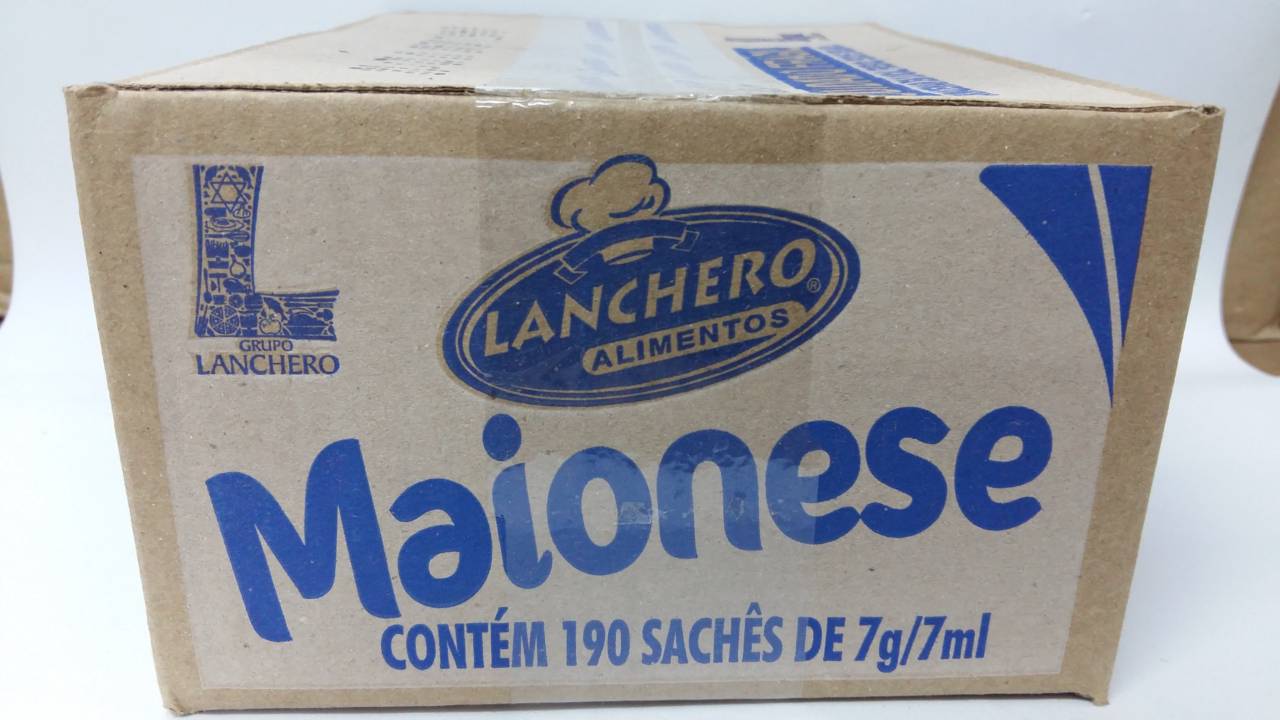 GRUPO
LANCHERO
LANCHERO®
ALIMENTOS
Maionese
CONTÉM 190 SACHÊS DE 7g/7ml